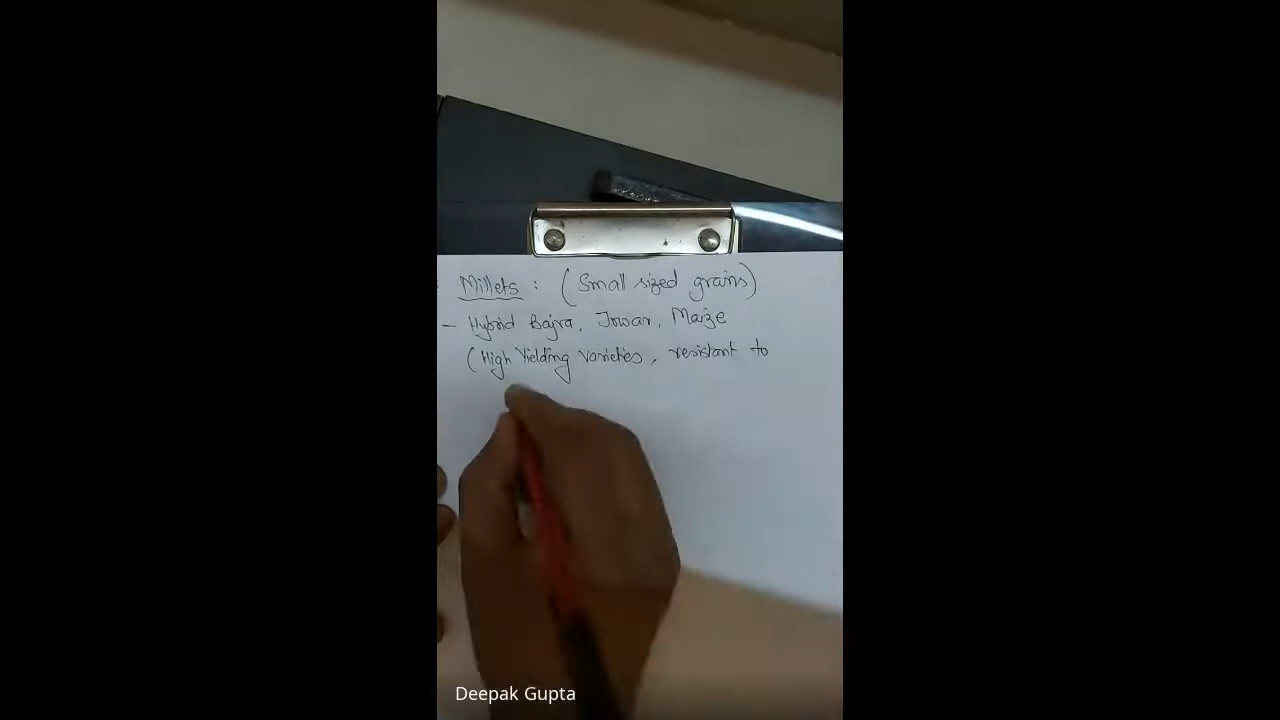 Millets : (Small sized grains)
- Hybrid Bajra, Jowar, Maize
(High Yielding Varieties, resistant to
Deepak Gupta